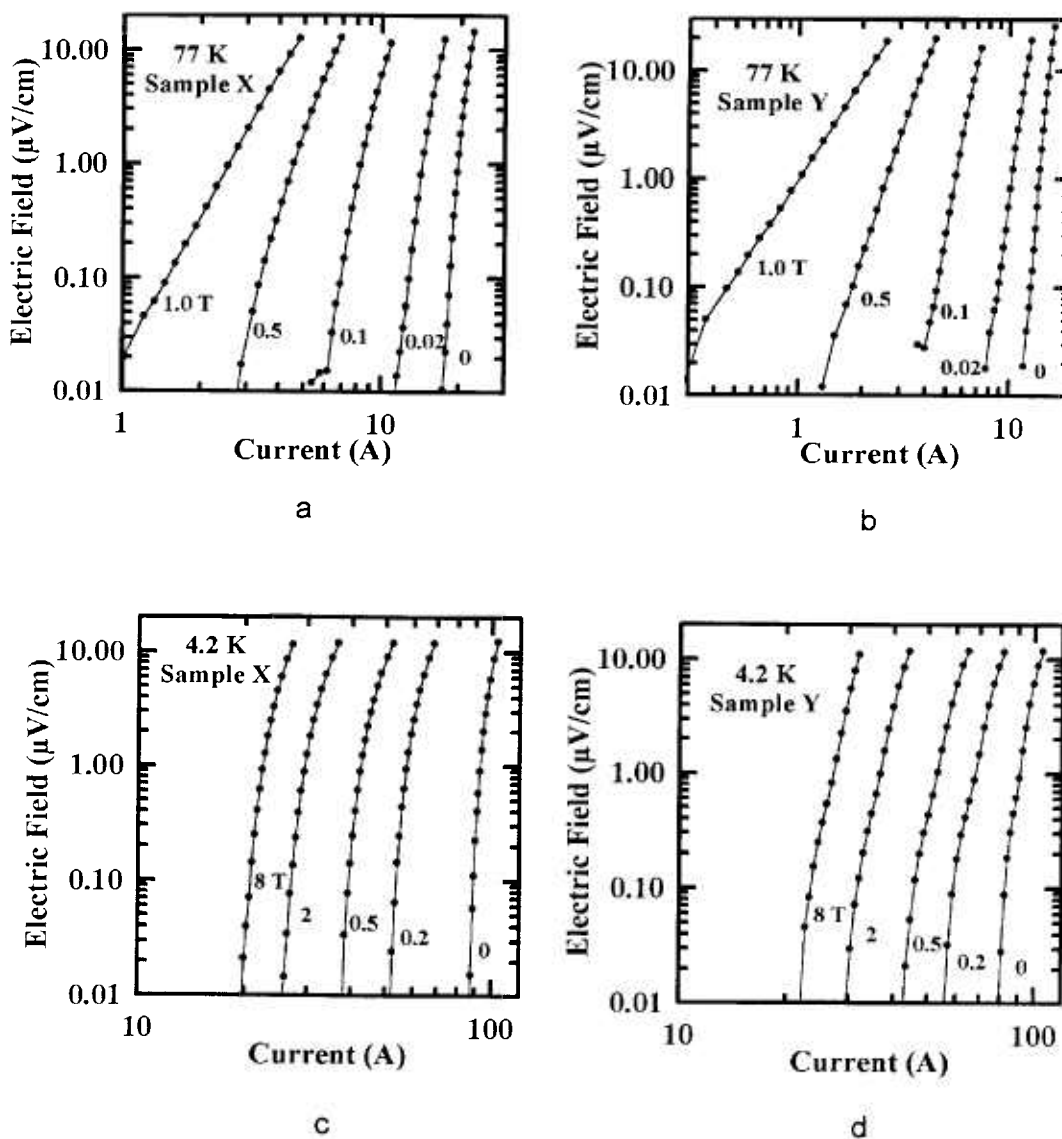 77 K
Sample X
Electric Field (µV/cm)
10.00
1.00
0.10
0.01
1.0 T
0.5
0.1
0.02
0
1
10
Current (A)
a
77 K
Sample Y
Electric Field (µV/cm)
10.00
1.00
0.10
0.01
1.0 T
0.5
0.1
0.02
0
1
10
Current (A)
b
4.2 K
Sample X
Electric Field (µV/cm)
10.00
1.00
0.10
0.01
8 T
2
0.5
0.2
0
10
100
Current (A)
c
4.2 K
Sample Y
Electric Field (µV/cm)
10.00
1.00
0.10
0.01
8 T
2
0.5
0.2
0
10
100
Current (A)
d